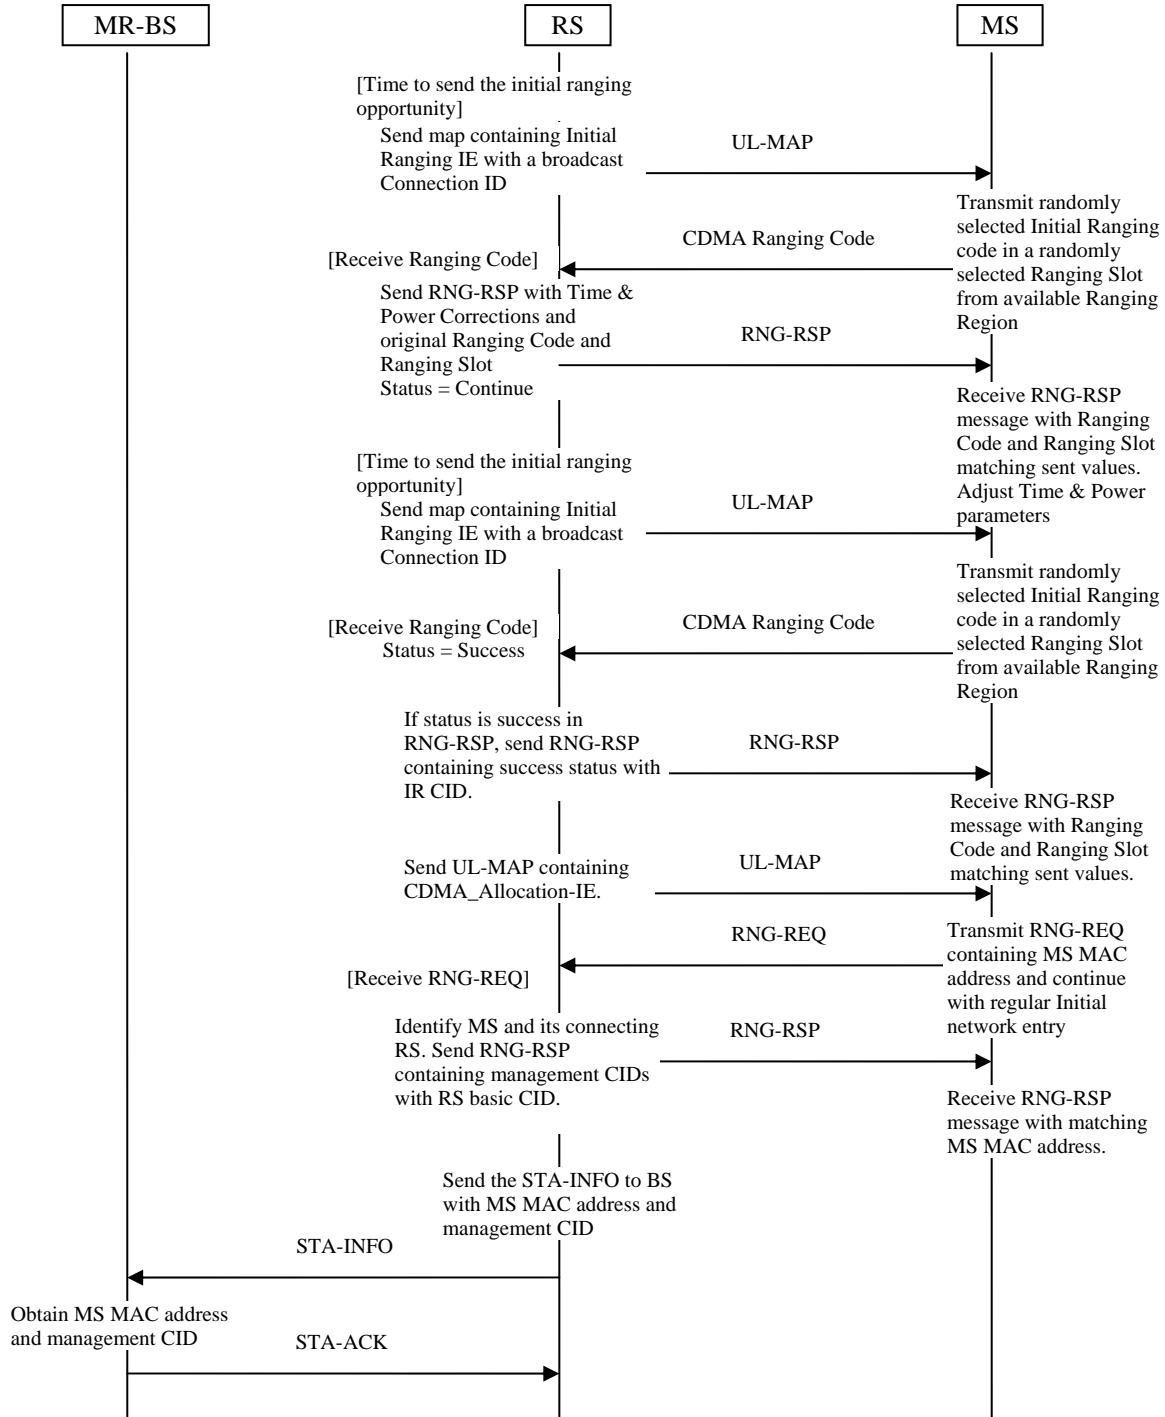 MR-BS
RS
MS
[Time to send the initial ranging
opportunity]
Send map containing Initial
Ranging IE with a broadcast
Connection ID
UL-MAP
Transmit randomly
selected Initial Ranging
code in a randomly
selected Ranging Slot
from available Ranging
Region
CDMA Ranging Code
[Receive Ranging Code]
Send RNG-RSP with Time &
Power Corrections and
original Ranging Code and
Ranging Slot
Status = Continue
RNG-RSP
Receive RNG-RSP
message with Ranging
Code and Ranging Slot
matching sent values.
Adjust Time & Power
parameters
[Time to send the initial ranging
opportunity]
Send map containing Initial
Ranging IE with a broadcast
Connection ID
UL-MAP
Transmit randomly
selected Initial Ranging
code in a randomly
selected Ranging Slot
from available Ranging
Region
CDMA Ranging Code
[Receive Ranging Code]
Status = Success
If status is success in
RNG-RSP, send RNG-RSP
containing success status with
IR CID.
RNG-RSP
Receive RNG-RSP
message with Ranging
Code and Ranging Slot
matching sent values.
Send UL-MAP containing
CDMA_Allocation-IE.
UL-MAP
Transmit RNG-REQ
containing MS MAC
address and continue
with regular Initial
network entry
RNG-REQ
[Receive RNG-REQ]
Identify MS and its connecting
RS. Send RNG-RSP
containing management CIDs
with RS basic CID.
RNG-RSP
Receive RNG-RSP
message with matching
MS MAC address.
Send the STA-INFO to BS
with MS MAC address and
management CID
STA-INFO
Obtain MS MAC address
and management CID
STA-ACK